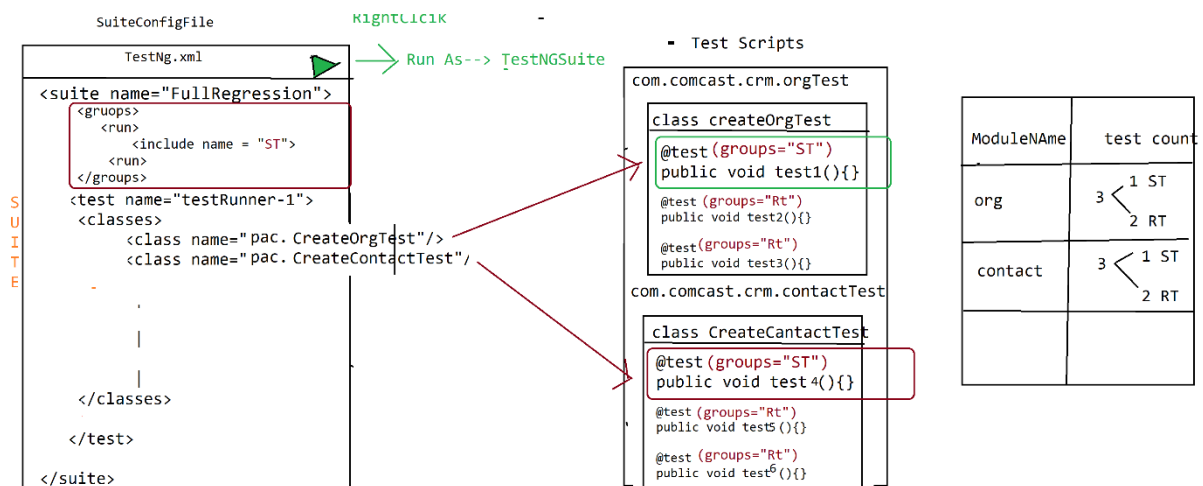 SuiteConfigFile
RightClcik
TestNg.xml
Run As--> TestNGSuite
<suite name="FullRegression">
<gruops>
<run>
<include name = "ST">
<run>
</groups>
<test name="testRunner-1">
<classes>
<class name="pac. CreateOrgTest"/>
<class name="pac. CreateContactTest"/
</classes>
</test>
</suite>
SUITE
- Test Scripts
com.comcast.crm.orgTest
class createOrgTest
@test (groups="ST")
public void test1(){}
@test (groups="Rt")
public void test2(){}
@test(groups="Rt")
public void test3(){}
com.comcast.crm.contactTest
class CreateCantactTest
@test (groups="ST")
public void test 4(){}
@test (groups="Rt")
public void test5 (){}
@test (groups="Rt")
public void test6 (){}
ModuleNAme test count
org 3 1 ST
2 RT
contact 3 1 ST
2 RT